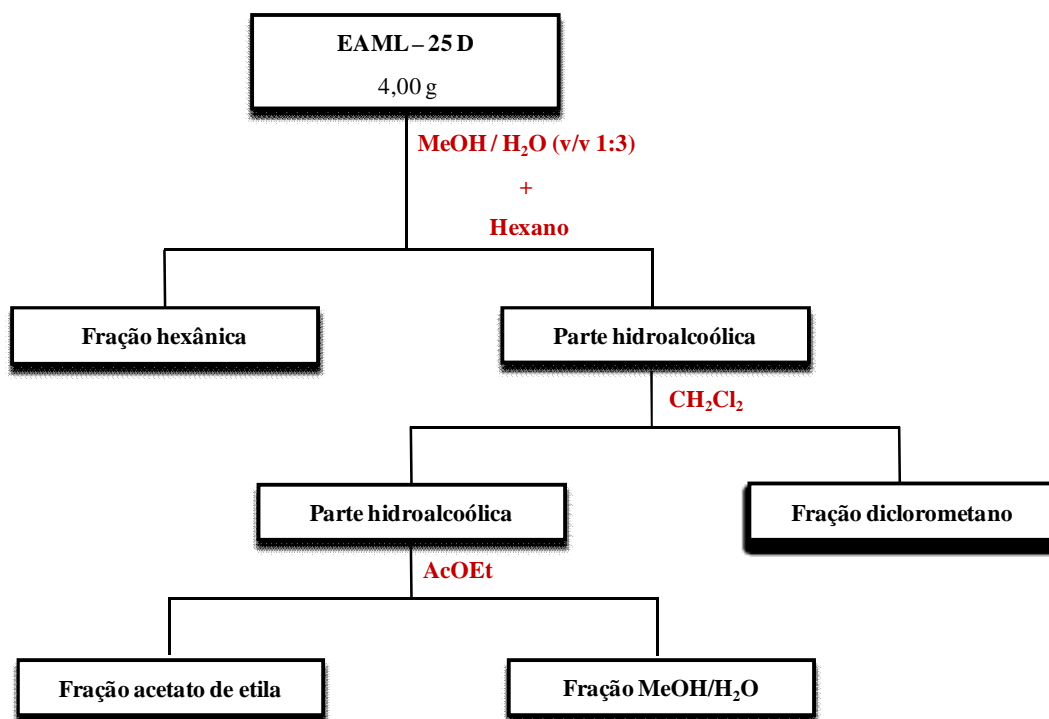 EAML – 25 D
4,00 g
MeOH / H₂O (v/v 1:3)
+
Hexano
Fração hexânica
Parte hidroalcoólica
CH₂Cl₂
Parte hidroalcoólica
Fração diclorometano
AcOEt
Fração acetato de etila
Fração MeOH/H₂O